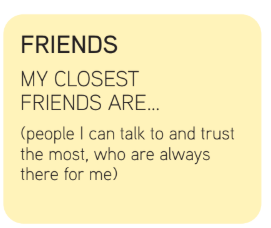 FRIENDS
MY CLOSEST
FRIENDS ARE...
(people I can talk to and trust
the most, who are always
there for me)